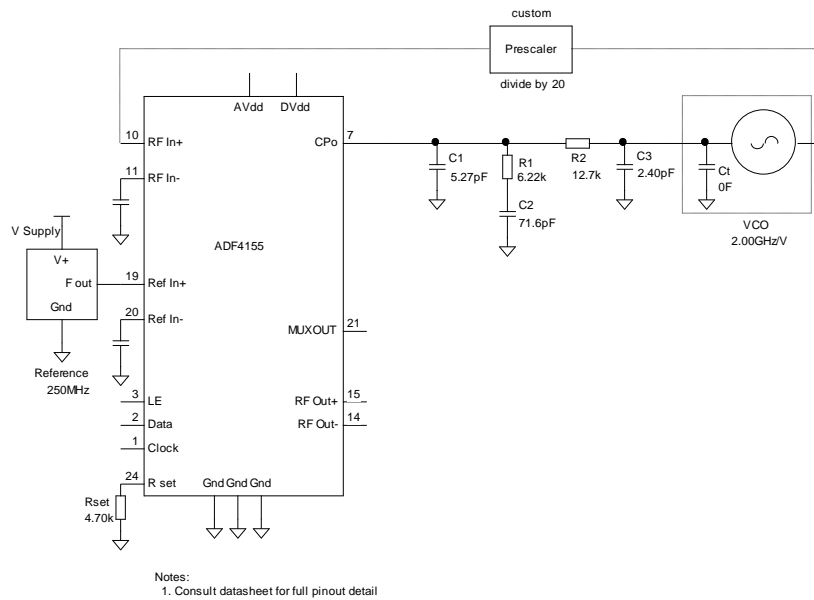 custom
Prescaler
divide by 20
AVdd
DVdd
10
RF In+
CPo
7
11
RF In-
C1
5.27pF
R1
6.22k
R2
12.7k
C3
2.40pF
Ct
0F
C2
71.6pF
VCO
2.00GHz/V
V Supply
V+
F out
Gnd
ADF4155
19
Ref In+
20
Ref In-
MUXOUT
21
Reference
250MHz
3
LE
RF Out+
15
2
Data
RF Out-
14
1
Clock
24
R set
Gnd Gnd Gnd
Rset
4.70k
Notes:
1. Consult datasheet for full pinout detail